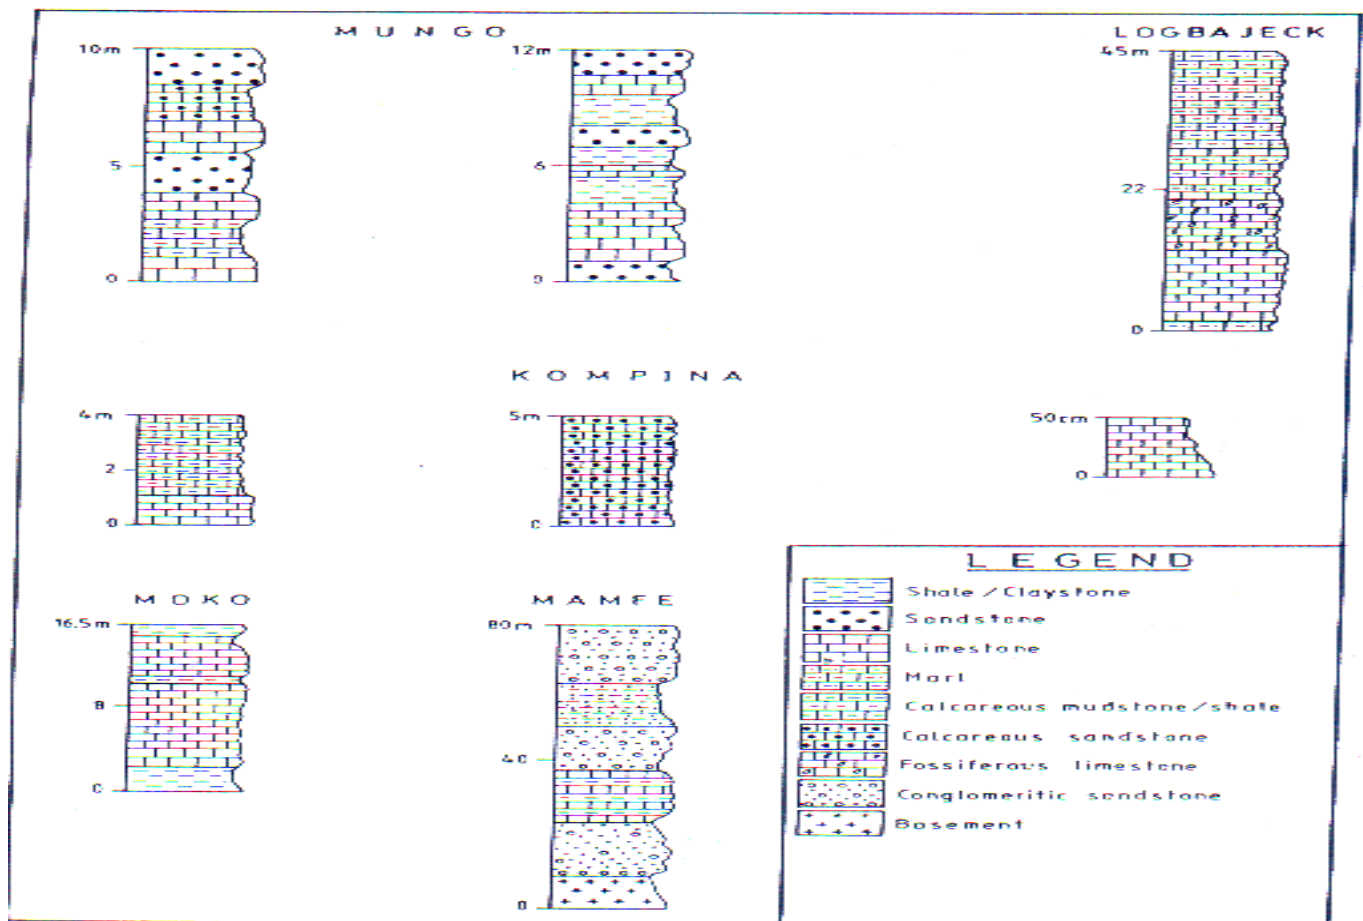 MUNGO
LOGBAJECK
10m
5
0
12m
6
0
45m
22
0
KOMPINA
4m
2
0
5m
0
50cm
0
MOKO
16.5m
8
0
MAMFE
80m
40
0
LEGEND
Shale/Claystone
Sandstone
Limestone
Marl
Calcareous mudstone/shale
Calcareous sandstone
Fossiferous limestone
Conglomeritic sandstone
Basement